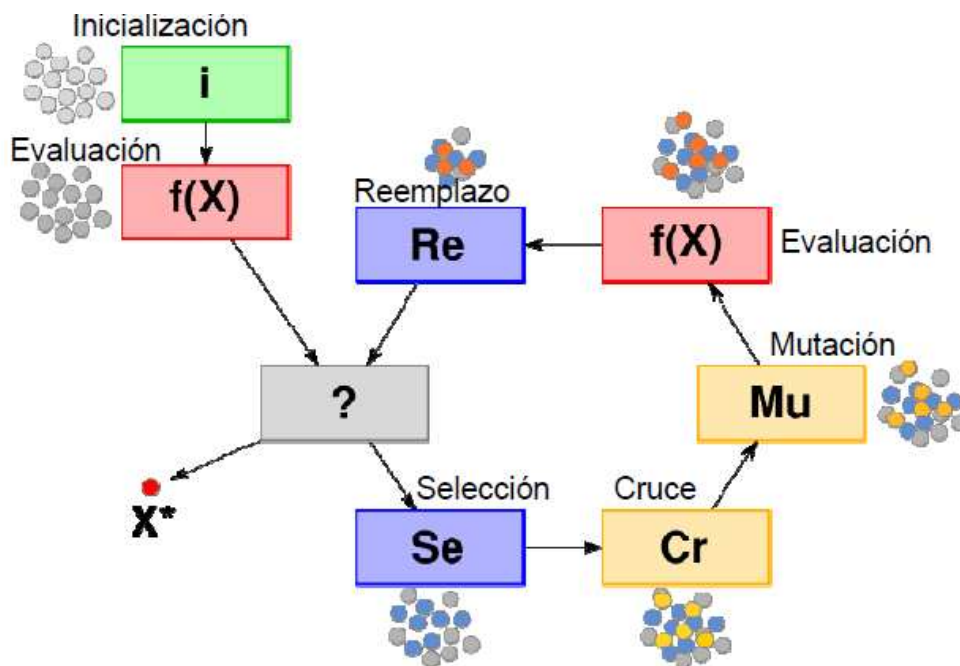 Inicialización
i
Evaluación
f(X)
Reemplazo
Re
f(X)
Evaluación
Mutación
Mu
?
X*
Selección
Se
Cruce
Cr